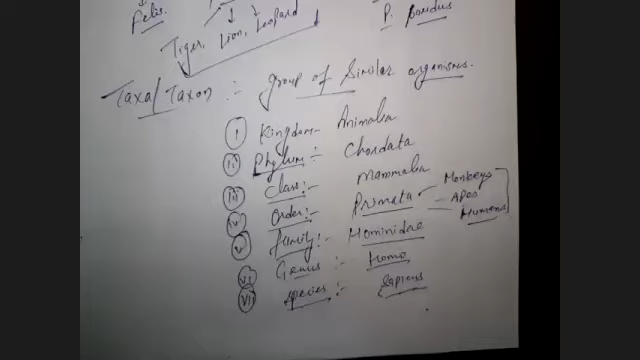 Felis.
Tiger, Lion, Leopard
P. pardus
Taxa/Taxon :- group of Similar organisms.
(i) Kingdom - Animalia
(ii) Phylum :- Chordata
(iii) Class :- Mammalia
(iv) Order :- Primata - Monkeys
Apes
Humans
(v) family :- Hominidae
(vi) Genus :- Homo
(vii) Species :- Sapiens